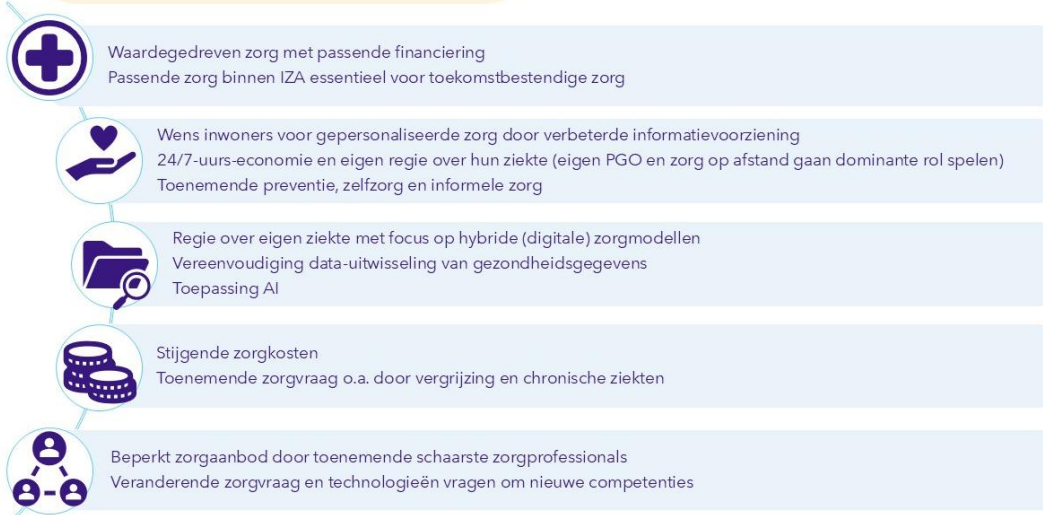 Waardegedreven zorg met passende financiering
Passende zorg binnen IZA essentieel voor toekomstbestendige zorg
Wens inwoners voor gepersonaliseerde zorg door verbeterde informatievoorziening
24/7-uurs-economie en eigen regie over hun ziekte (eigen PGO en zorg op afstand gaan dominante rol spelen)
Toenemende preventie, zelfzorg en informele zorg
Regie over eigen ziekte met focus op hybride (digitale) zorgmodellen
Vereenvoudiging data-uitwisseling van gezondheidsgegevens
Toepassing AI
Stijgende zorgkosten
Toenemende zorgvraag o.a. door vergrijzing en chronische ziekten
Beperkt zorgaanbod door toenemende schaarste zorgprofessionals
Veranderende zorgvraag en technologieën vragen om nieuwe competenties